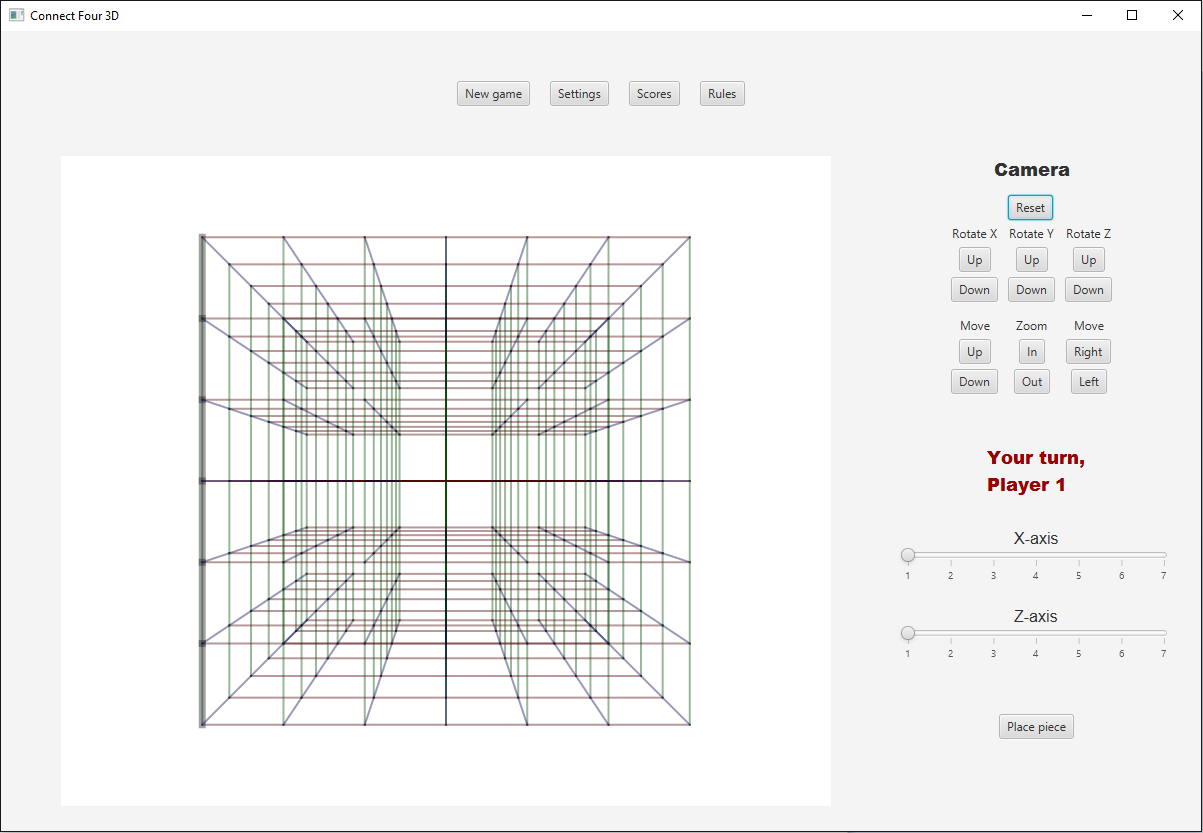 Connect Four 3D
New game Settings Scores Rules
Camera
Reset
Rotate X Rotate Y Rotate Z
Up Up Up
Down Down Down
Move Zoom Move
Up In Right
Down Out Left
Your turn,
Player 1
X-axis
1 2 3 4 5 6 7
Z-axis
1 2 3 4 5 6 7
Place piece